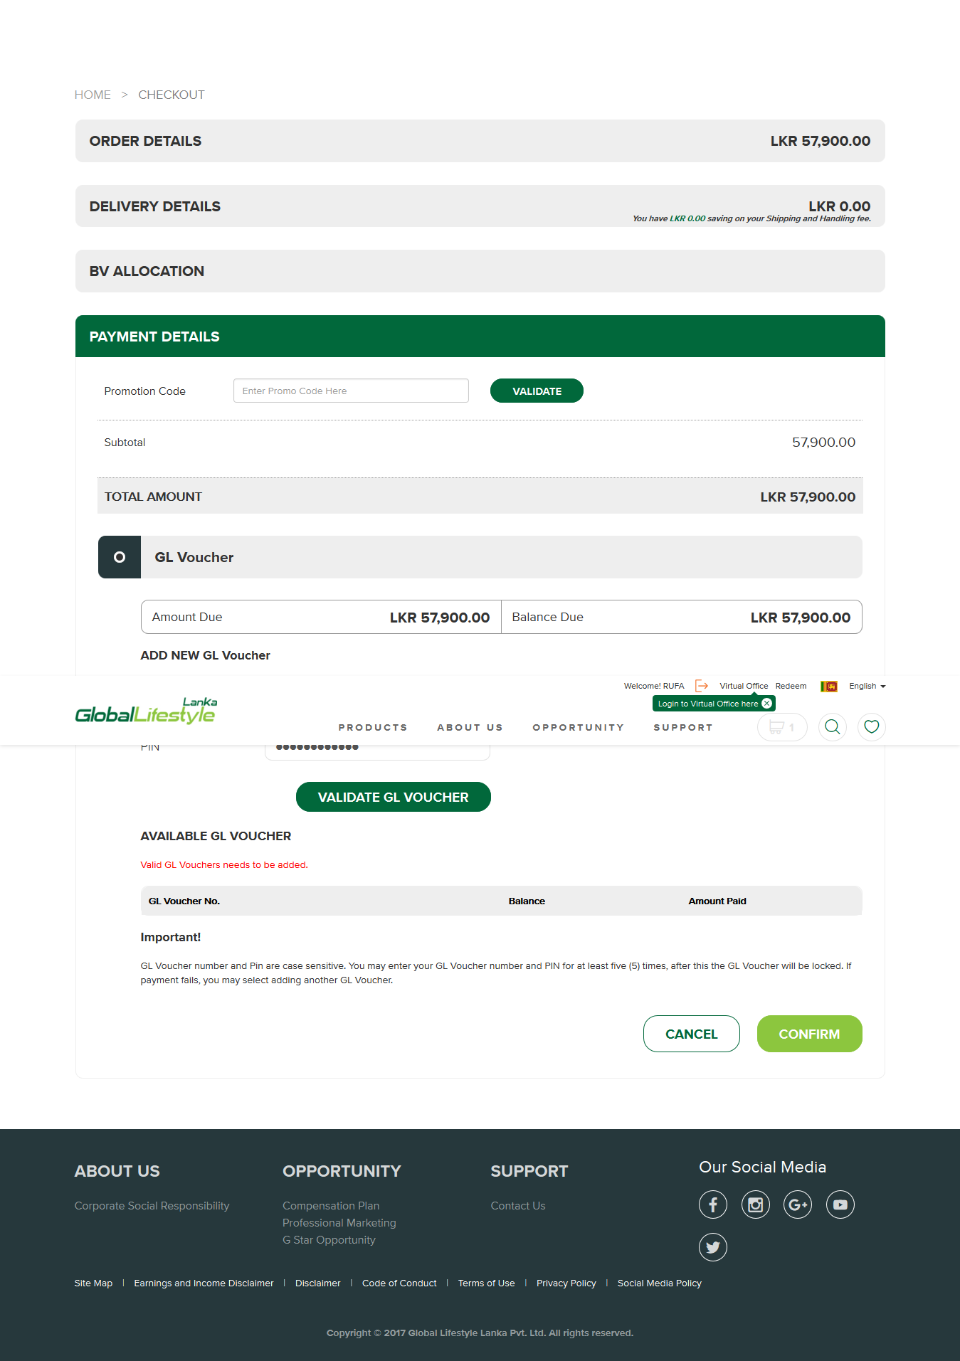 HOME > CHECKOUT
ORDER DETAILS LKR 57,900.00
DELIVERY DETAILS LKR 0.00
You have LKR 0.00 saving on your Shipping and Handling fee.
BV ALLOCATION
PAYMENT DETAILS
Promotion Code Enter Promo Code Here VALIDATE
Subtotal 57,900.00
TOTAL AMOUNT LKR 57,900.00
GL Voucher
Amount Due LKR 57,900.00 Balance Due LKR 57,900.00
ADD NEW GL Voucher
Welcome! RUFA Virtual Office Redeem English
Login to Virtual Office here
Lanka
GlobalLifestyle
PRODUCTS ABOUT US OPPORTUNITY SUPPORT 1
PIN ●●●●●●●●●●●●
VALIDATE GL VOUCHER
AVAILABLE GL VOUCHER
Valid GL Vouchers needs to be added.
GL Voucher No. Balance Amount Paid
Important!
GL Voucher number and Pin are case sensitive. You may enter your GL Voucher number and PIN for at least five (5) times, after this the GL Voucher will be locked. If
payment fails, you may select adding another GL Voucher.
CANCEL CONFIRM
ABOUT US OPPORTUNITY SUPPORT Our Social Media
Corporate Social Responsibility Compensation Plan Contact Us
Professional Marketing
G Star Opportunity
Site Map | Earnings and Income Disclaimer | Disclaimer | Code of Conduct | Terms of Use | Privacy Policy | Social Media Policy
Copyright © 2017 Global Lifestyle Lanka Pvt. Ltd. All rights reserved.